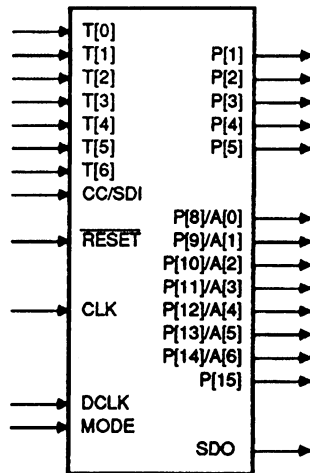 T[0]
T[1]
P[1]
T[2]
P[2]
T[3]
P[3]
T[4]
P[4]
T[5]
P[5]
T[6]
CC/SDI
P[8]/A[0]
RESET
P[9]/A[1]
P[10]/A[2]
P[11]/A[3]
CLK
P[12]/A[4]
P[13]/A[5]
P[14]/A[6]
P[15]
DCLK
MODE
SDO